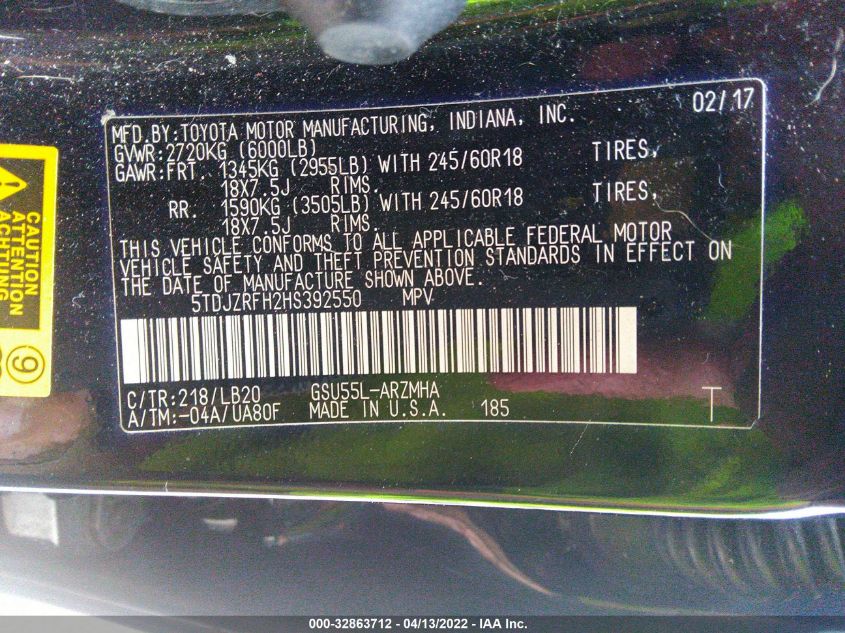 02/17
MFD.BY:TOYOTA MOTOR MANUFACTURING, INDIANA, INC.
GVWR:2720KG (6000LB)
GAWR:FRT. 1345KG (2955LB) WITH 245/60R18 TIRES,
18X7.5J RIMS.
RR. 1590KG (3505LB) WITH 245/60R18 TIRES,
18X7.5J RIMS.
THIS VEHICLE CONFORMS TO ALL APPLICABLE FEDERAL MOTOR
VEHICLE SAFETY AND THEFT PREVENTION STANDARDS IN EFFECT ON
THE DATE OF MANUFACTURE SHOWN ABOVE.
5TDJZRFH2HS392550 MPV
C/TR:218/LB20 GSU55L-ARZMHA
A/TM:-04A/UA80F MADE IN U.S.A. 185 T
CAUTION
ATTENTION
ACHTUNG
9
000-32863712 - 04/13/2022 - IAA Inc.